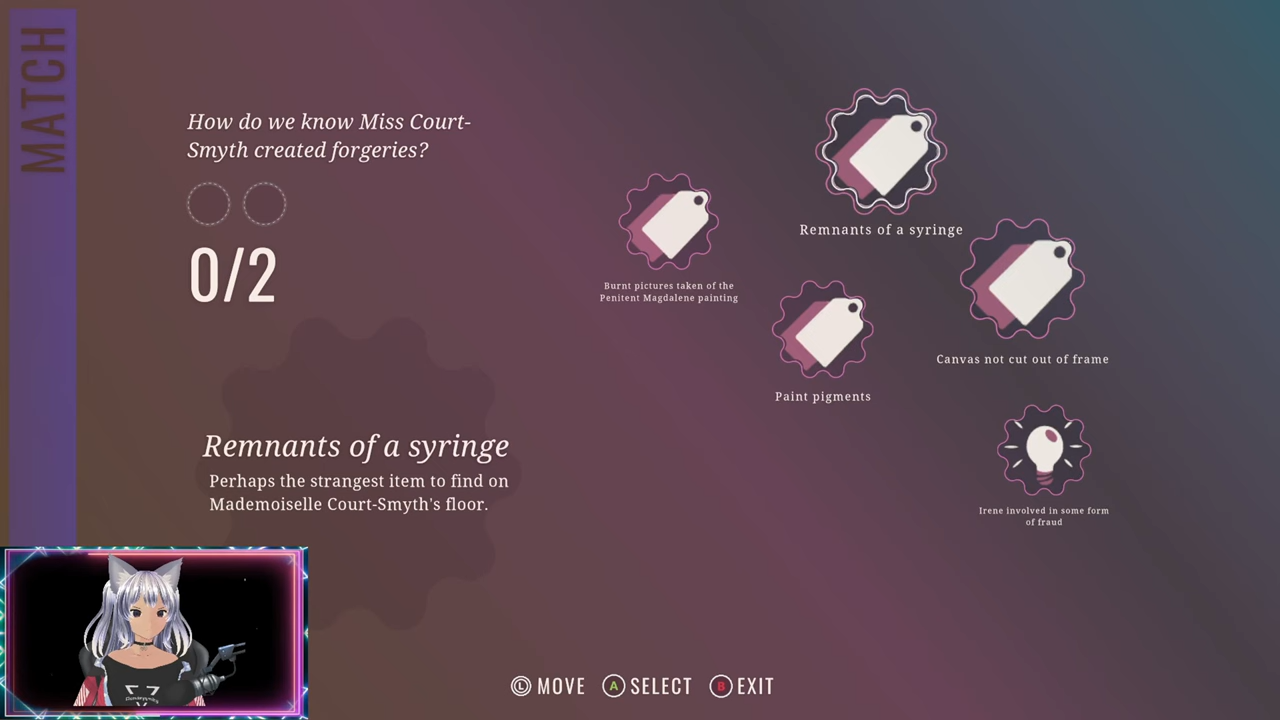 MATCH
How do we know Miss Court-
Smyth created forgeries?
0/2
Remnants of a syringe
Burnt pictures taken of the
Penitent Magdalene painting
Canvas not cut out of frame
Paint pigments
Irene involved in some form
of fraud
Remnants of a syringe
Perhaps the strangest item to find on
Mademoiselle Court-Smyth's floor.
L MOVE A SELECT B EXIT